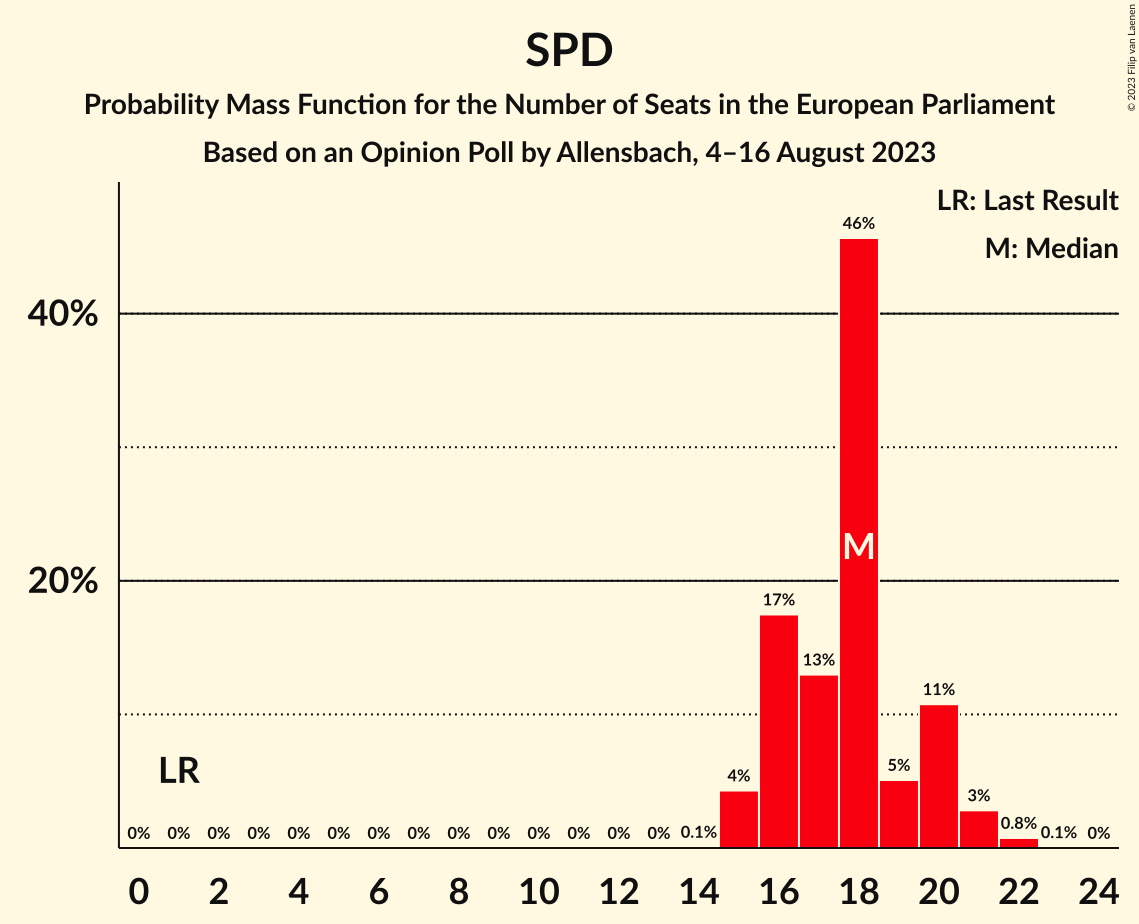 SPD
Probability Mass Function for the Number of Seats in the European Parliament
Based on an Opinion Poll by Allensbach, 4–16 August 2023
© 2023 Filip van Laenen
LR: Last Result
M: Median
46%
40%
M
20%
17%
13%
11%
LR
4%
5%
3%
0% 0% 0% 0% 0% 0% 0% 0% 0% 0% 0% 0% 0% 0% 0.1% 0.8% 0.1% 0%
0 2 4 6 8 10 12 14 16 18 20 22 24